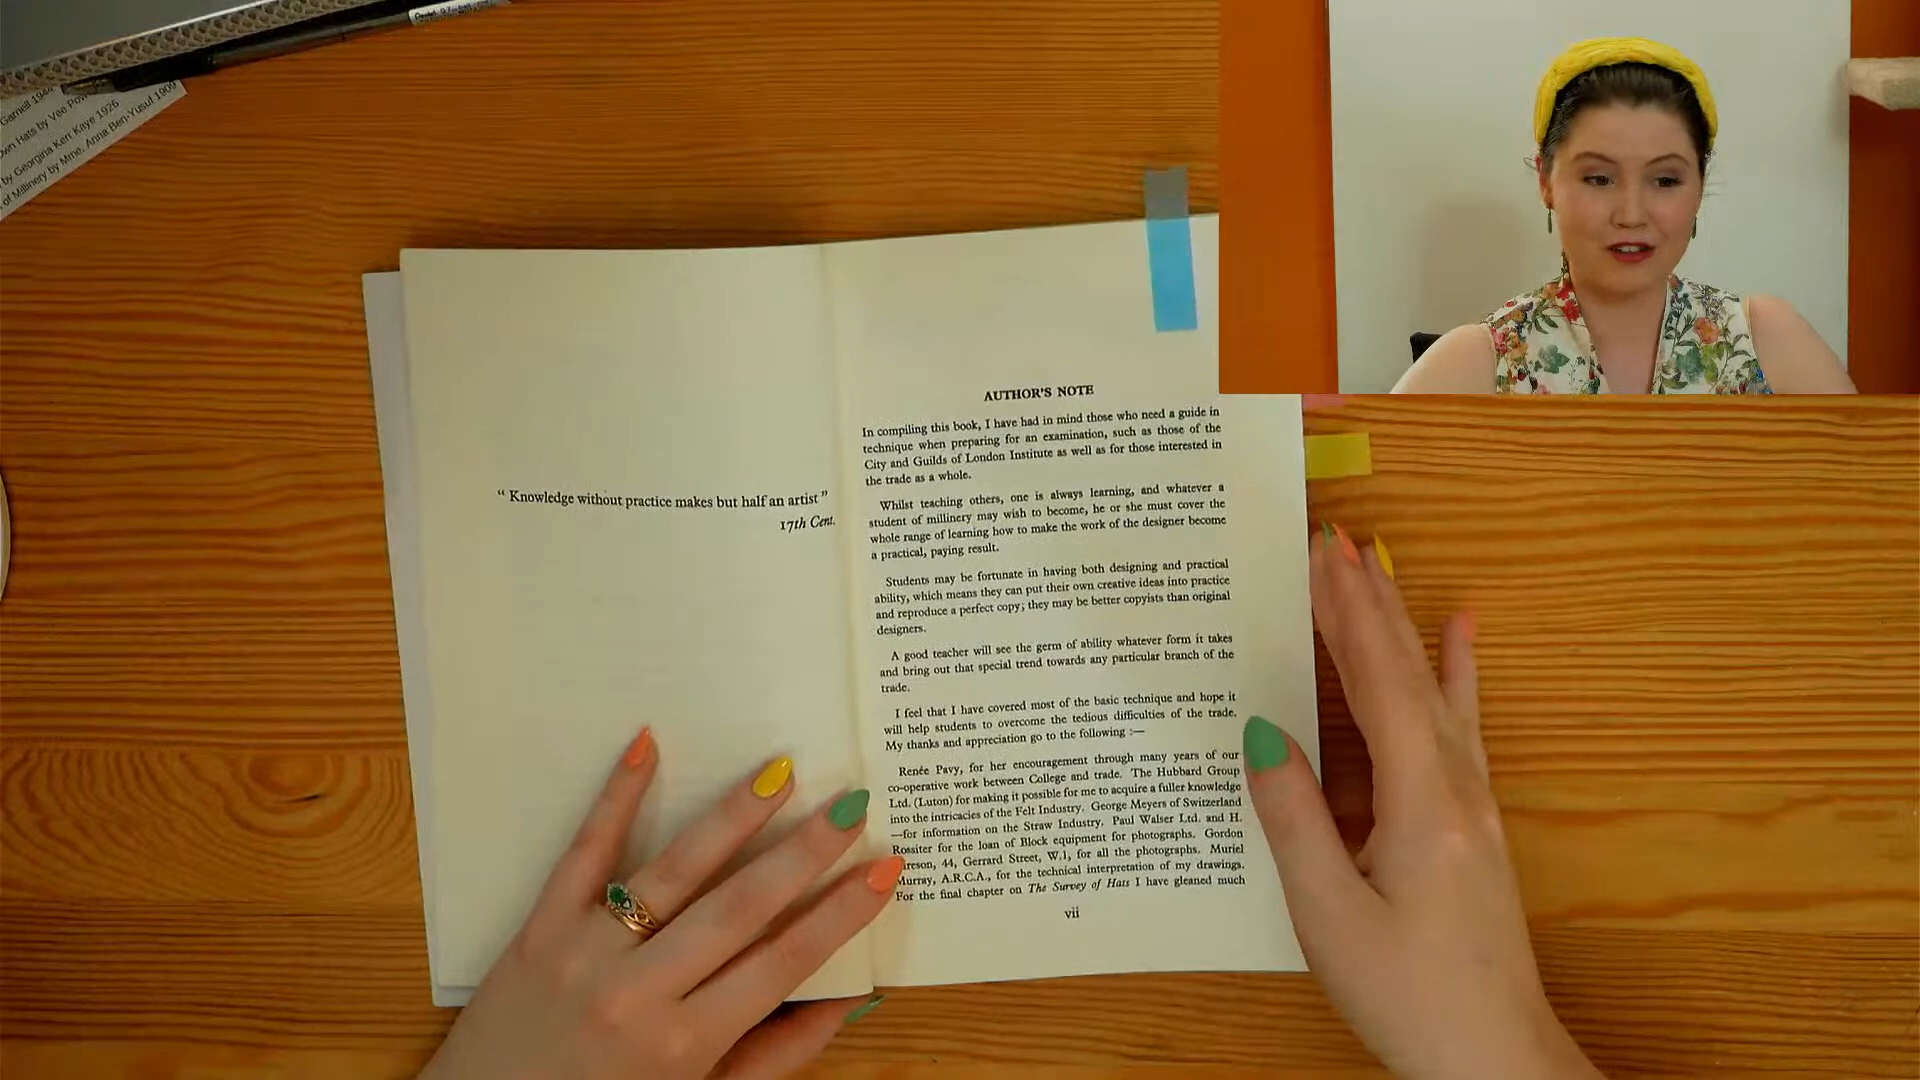 Pentel
Garnell 1944
own Hats by Vee Pow
by Georgina Kerr Kaye 1926
of Millinery by Mme. Anna Ben-Yusuf 1909
“ Knowledge without practice makes but half an artist ”
17th Cent.
AUTHOR'S NOTE
In compiling this book, I have had in mind those who need a guide in
technique when preparing for an examination, such as those of the
City and Guilds of London Institute as well as for those interested in
the trade as a whole.
Whilst teaching others, one is always learning, and whatever a
student of millinery may wish to become, he or she must cover the
whole range of learning how to make the work of the designer become
a practical, paying result.
Students may be fortunate in having both designing and practical
ability, which means they can put their own creative ideas into practice
and reproduce a perfect copy; they may be better copyists than original
designers.
A good teacher will see the germ of ability whatever form it takes
and bring out that special trend towards any particular branch of the
trade.
I feel that I have covered most of the basic technique and hope it
will help students to overcome the tedious difficulties of the trade.
My thanks and appreciation go to the following :—
Renée Pavy, for her encouragement through many years of our
co-operative work between College and trade. The Hubbard Group
Ltd. (Luton) for making it possible for me to acquire a fuller knowledge
into the intricacies of the Felt Industry. George Meyers of Switzerland
—for information on the Straw Industry. Paul Walser Ltd. and H.
Rossiter for the loan of Block equipment for photographs. Gordon
44, Gerrard Street, W.1, for all the photographs. Muriel
Murray, A.R.C.A., for the technical interpretation of my drawings.
For the final chapter on The Survey of Hats I have gleaned much
vii